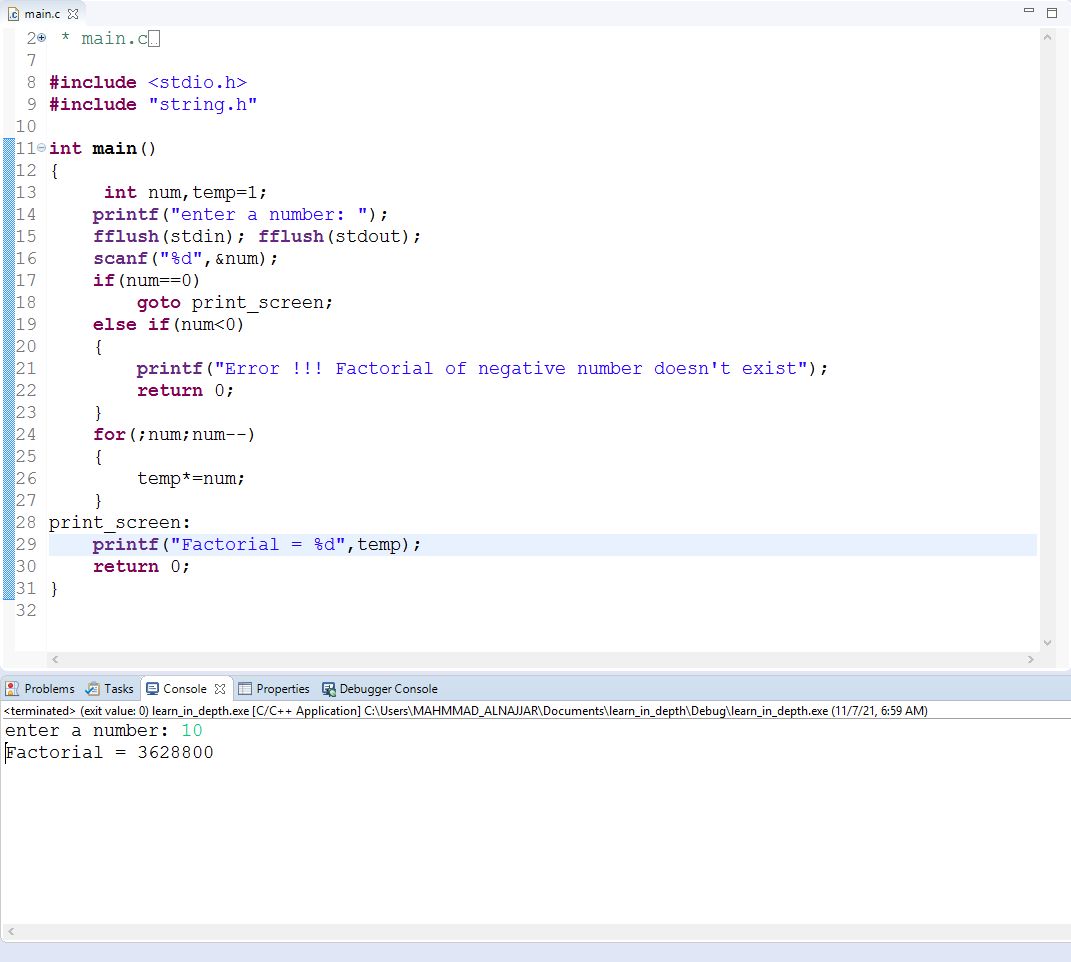 main.c
2 * main.c
7
8 #include <stdio.h>
9 #include "string.h"
10
11 int main()
12 {
13      int num,temp=1;
14     printf("enter a number: ");
15     fflush(stdin); fflush(stdout);
16     scanf("%d",&num);
17     if(num==0)
18         goto print_screen;
19     else if(num<0)
20     {
21         printf("Error !!! Factorial of negative number doesn't exist");
22         return 0;
23     }
24     for(;num;num--)
25     {
26         temp*=num;
27     }
28 print_screen:
29     printf("Factorial = %d",temp);
30     return 0;
31 }
32
Problems Tasks Console Properties Debugger Console
<terminated> (exit value: 0) learn_in_depth.exe [C/C++ Application] C:\Users\MAHMMAD_ALNAJJAR\Documents\learn_in_depth\Debug\learn_in_depth.exe (11/7/21, 6:59 AM)
enter a number: 10
Factorial = 3628800